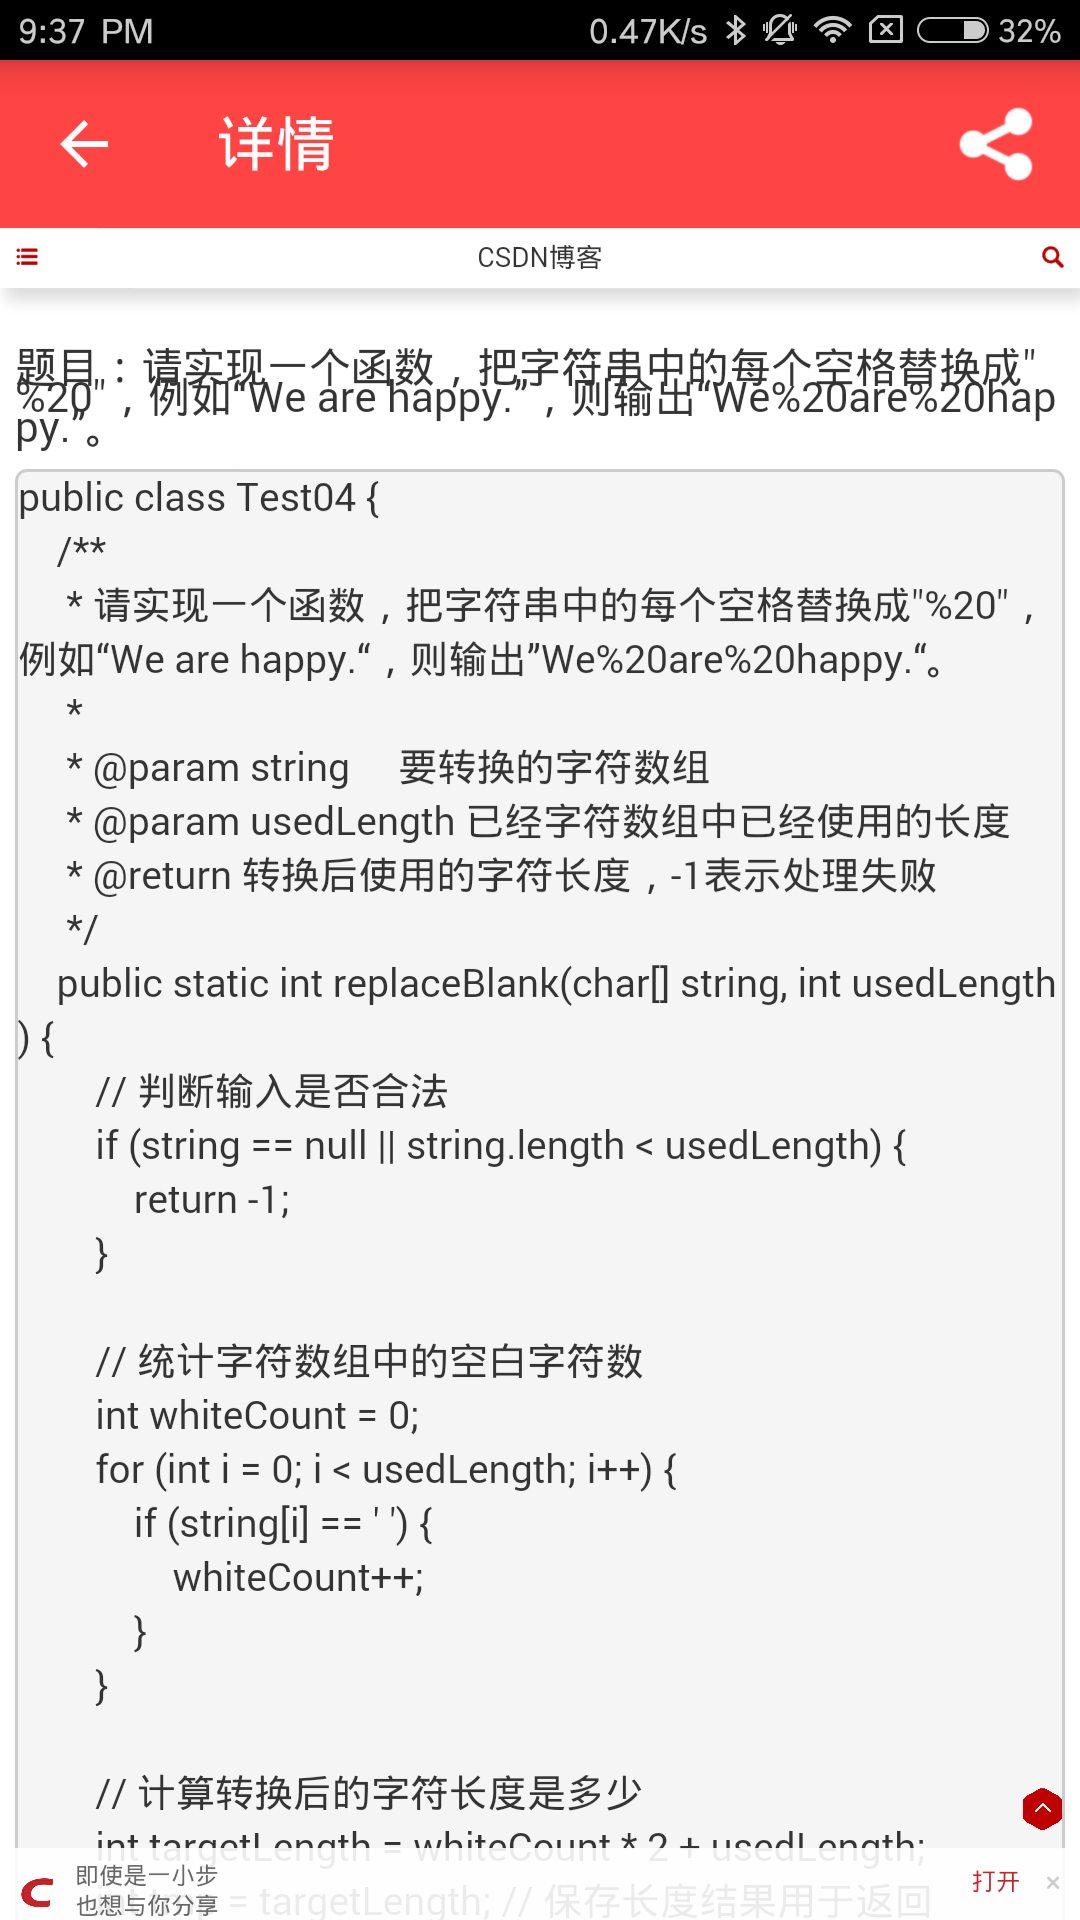 9:37 PM 0.47K/s 32%
详情
CSDN博客
题目：请实现一个函数，把字符串中的每个空格替换成"
%20"，例如“We are happy.”，则输出“We%20are%20hap
py.”。
public class Test04 {
/**
* 请实现一个函数，把字符串中的每个空格替换成"%20"，
例如“We are happy.“，则输出”We%20are%20happy.“。
*
* @param string 要转换的字符数组
* @param usedLength 已经字符数组中已经使用的长度
* @return 转换后使用的字符长度，-1表示处理失败
*/
public static int replaceBlank(char[] string, int usedLength
) {
// 判断输入是否合法
if (string == null || string.length < usedLength) {
return -1;
}
// 统计字符数组中的空白字符数
int whiteCount = 0;
for (int i = 0; i < usedLength; i++) {
if (string[i] == ' ') {
whiteCount++;
}
}
// 计算转换后的字符长度是多少
int targetLength = whiteCount * 2 + usedLength;
= targetLength; // 保存长度结果用于返回
即使是一小步
也想与你分享
打开 ×